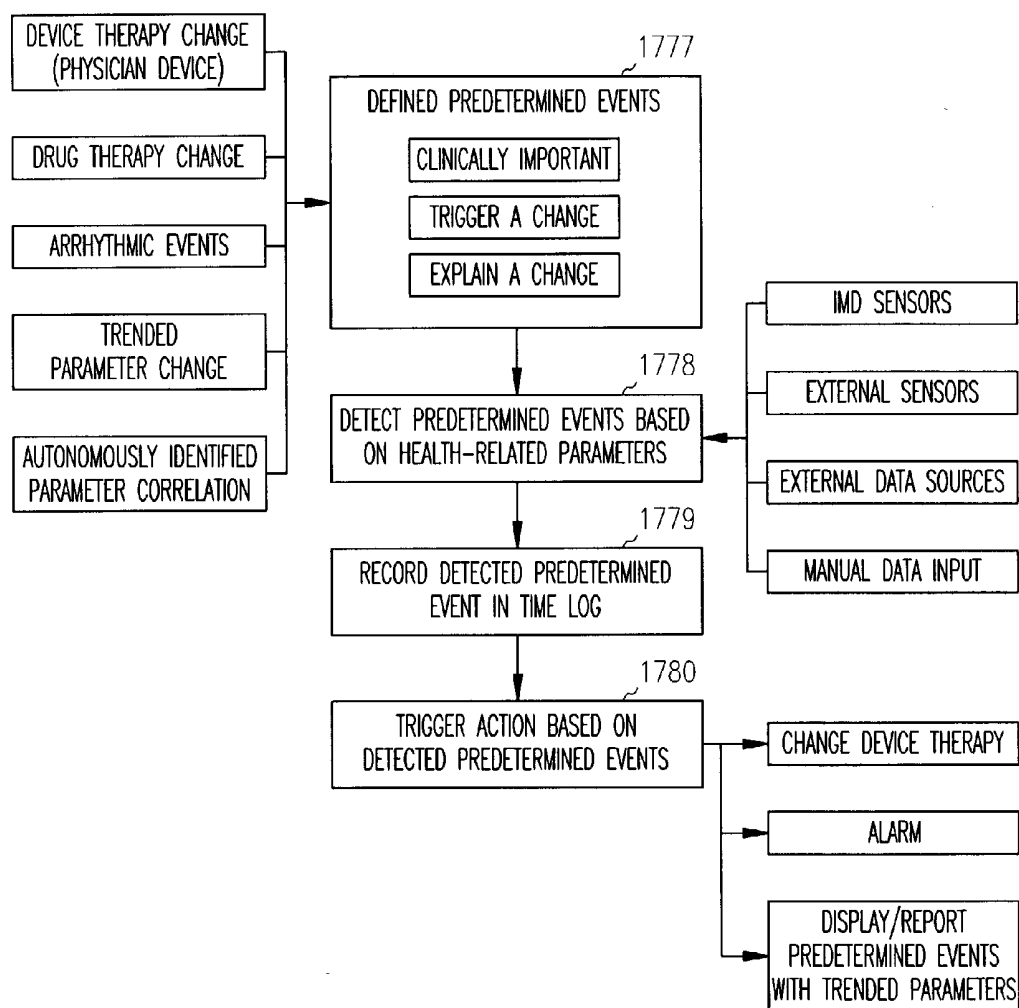 DEVICE THERAPY CHANGE
(PHYSICIAN DEVICE)
DRUG THERAPY CHANGE
ARRHYTHMIC EVENTS
TRENDED
PARAMETER CHANGE
AUTONOMOUSLY IDENTIFIED
PARAMETER CORRELATION
1777
DEFINED PREDETERMINED EVENTS
CLINICALLY IMPORTANT
TRIGGER A CHANGE
EXPLAIN A CHANGE
1778
DETECT PREDETERMINED EVENTS BASED
ON HEALTH-RELATED PARAMETERS
IMD SENSORS
EXTERNAL SENSORS
EXTERNAL DATA SOURCES
MANUAL DATA INPUT
1779
RECORD DETECTED PREDETERMINED
EVENT IN TIME LOG
1780
TRIGGER ACTION BASED ON
DETECTED PREDETERMINED EVENTS
CHANGE DEVICE THERAPY
ALARM
DISPLAY/REPORT
PREDETERMINED EVENTS
WITH TRENDED PARAMETERS